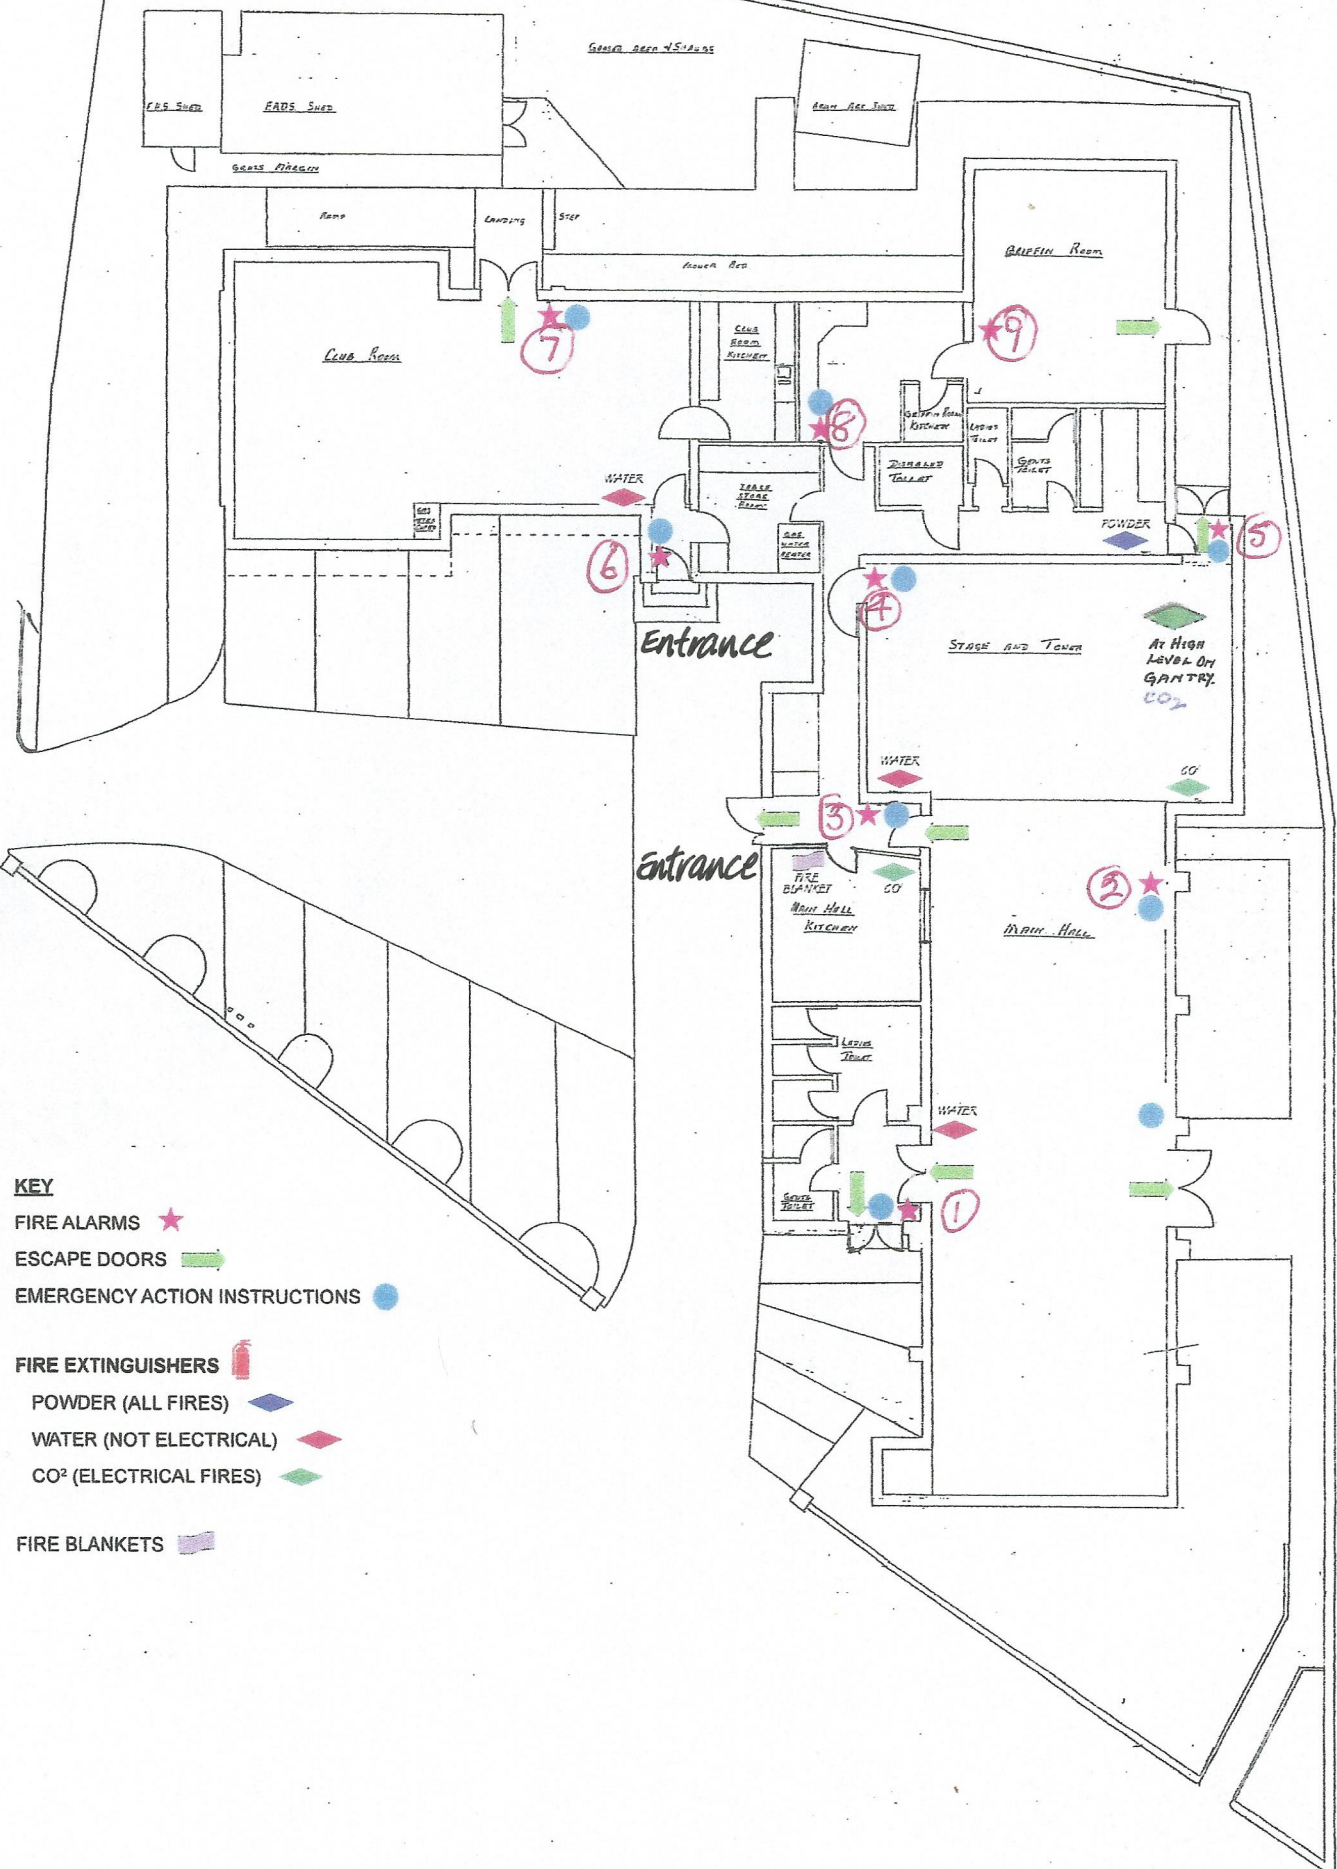 GRASS AREA & SHRUBS
F.H.S SHED
FADS SHED
GRASS MARGIN
RAMP
LANDING
STEP
FLOWER BED
GRIFFIN ROOM
CLUB ROOM
CLUB
ROOM
KITCHEN
7
9
8
GRIFFIN ROOM
KITCHEN
LADIES
TOILET
GENTS
TOILET
DISABLED
TOILET
WATER
TABLE
STORE
ROOM
GAS
WATER
HEATER
POWDER
5
6
4
Entrance
STAGE AND TOWER
AT HIGH
LEVEL ON
GANTRY.
CO2
WATER
CO
3
Entrance
FIRE
BLANKET
CO
MAIN HALL
KITCHEN
2
MAIN HALL
LADIES
TOILET
WATER
GENTS
TOILET
1
KEY
FIRE ALARMS
ESCAPE DOORS
EMERGENCY ACTION INSTRUCTIONS
FIRE EXTINGUISHERS
POWDER (ALL FIRES)
WATER (NOT ELECTRICAL)
CO² (ELECTRICAL FIRES)
FIRE BLANKETS